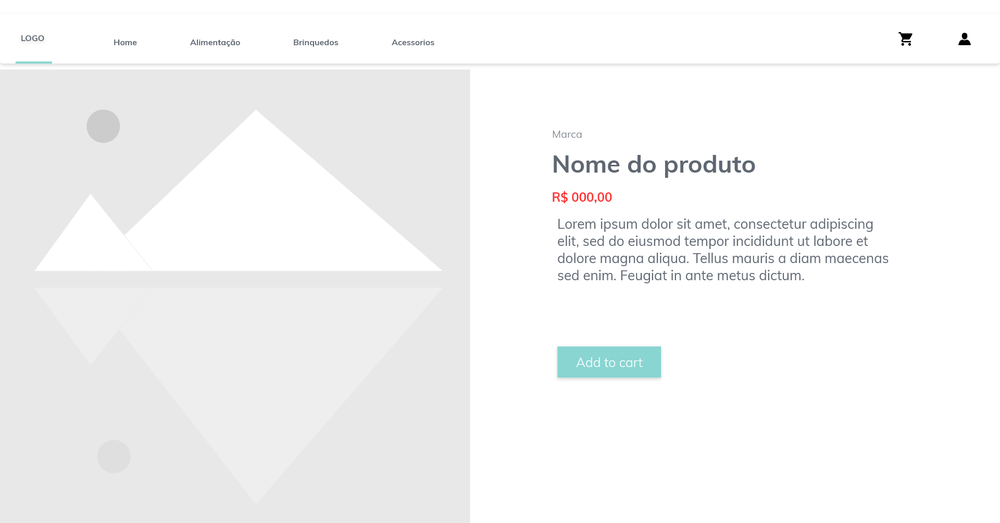 LOGO
Home
Alimentação
Brinquedos
Acessorios
Marca
Nome do produto
R$ 000,00
Lorem ipsum dolor sit amet, consectetur adipiscing
elit, sed do eiusmod tempor incididunt ut labore et
dolore magna aliqua. Tellus mauris a diam maecenas
sed enim. Feugiat in ante metus dictum.
Add to cart